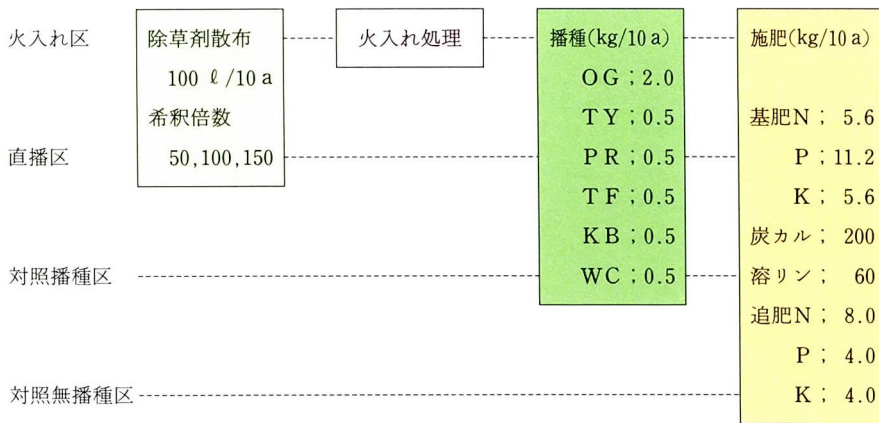 火入れ区
除草剤散布
100 ℓ/10 a
希釈倍数
50,100,150
火入れ処理
播種(kg/10 a)
OG ; 2.0
TY ; 0.5
PR ; 0.5
TF ; 0.5
KB ; 0.5
WC ; 0.5
施肥(kg/10 a)
基肥N ; 5.6
P ; 11.2
K ; 5.6
炭カル ; 200
溶リン ; 60
追肥N ; 8.0
P ; 4.0
K ; 4.0
直播区
対照播種区
対照無播種区